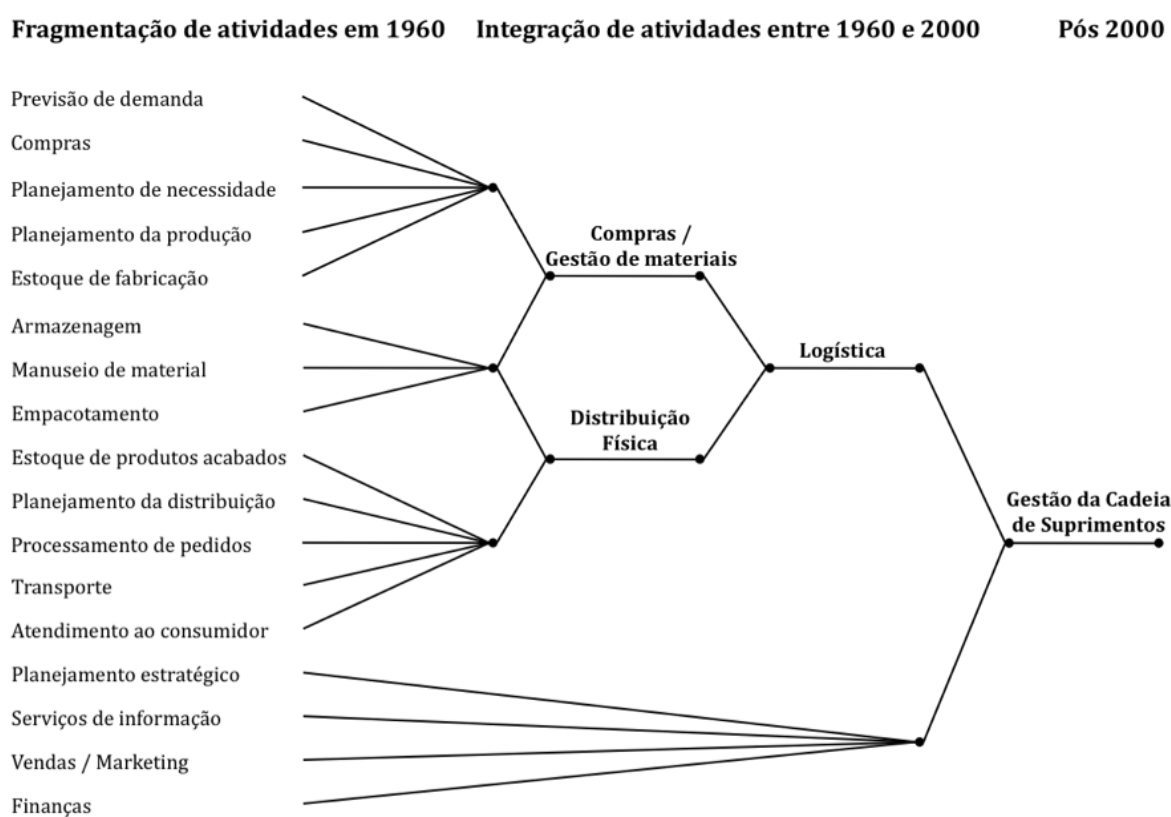 Fragmentação de atividades em 1960
Integração de atividades entre 1960 e 2000
Pós 2000
Previsão de demanda
Compras
Planejamento de necessidade
Planejamento da produção
Estoque de fabricação
Armazenagem
Manuseio de material
Empacotamento
Estoque de produtos acabados
Planejamento da distribuição
Processamento de pedidos
Transporte
Atendimento ao consumidor
Planejamento estratégico
Serviços de informação
Vendas / Marketing
Finanças
Compras /
Gestão de materiais
Distribuição
Física
Logística
Gestão da Cadeia
de Suprimentos